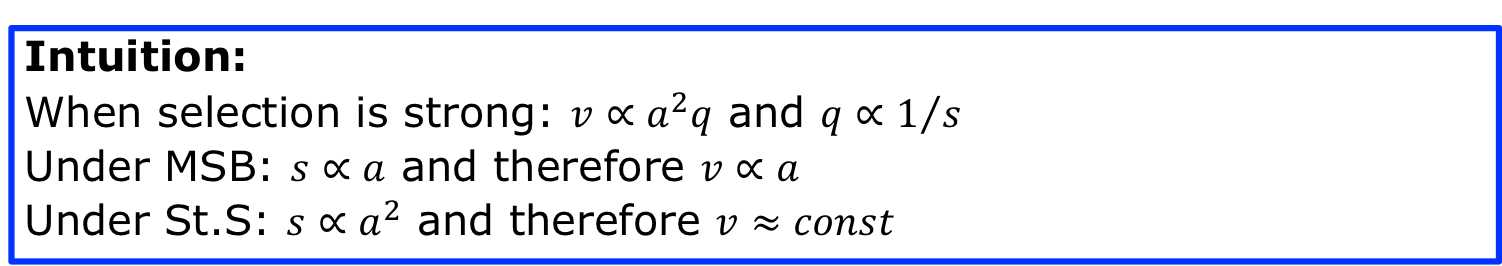 Intuition:
When selection is strong: v ∝ a²q and q ∝ 1/s
Under MSB: s ∝ a and therefore v ∝ a
Under St.S: s ∝ a² and therefore v ≈ const